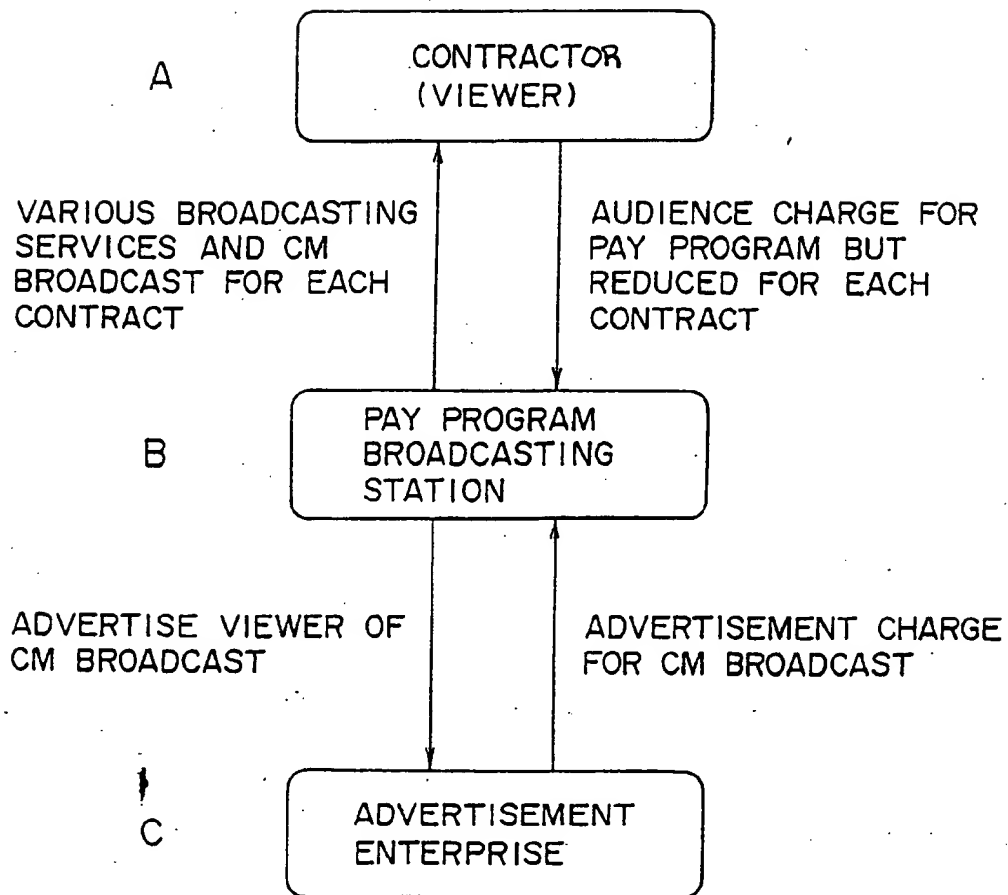 A
CONTRACTOR
(VIEWER)
VARIOUS BROADCASTING
SERVICES AND CM
BROADCAST FOR EACH
CONTRACT
AUDIENCE CHARGE FOR
PAY PROGRAM BUT
REDUCED FOR EACH
CONTRACT
B
PAY PROGRAM
BROADCASTING
STATION
ADVERTISE VIEWER OF
CM BROADCAST
ADVERTISEMENT CHARGE
FOR CM BROADCAST
C
ADVERTISEMENT
ENTERPRISE